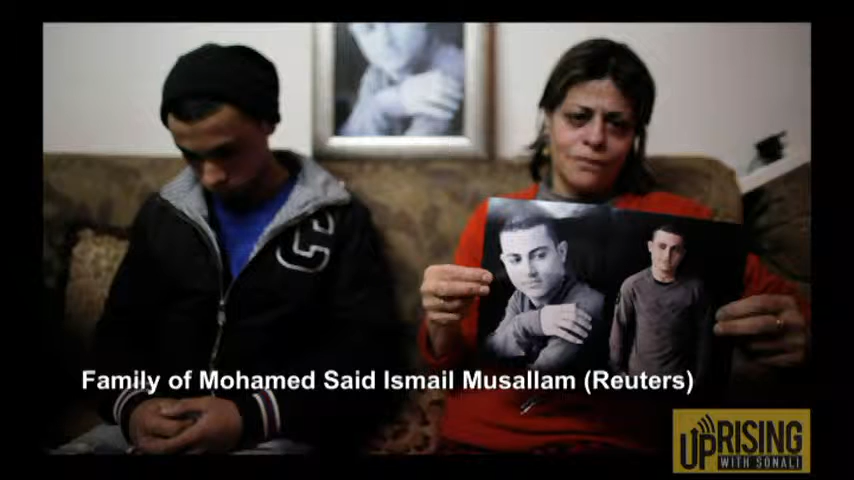 Family of Mohamed Said Ismail Musallam (Reuters)
UPRISING
WITH SONALI